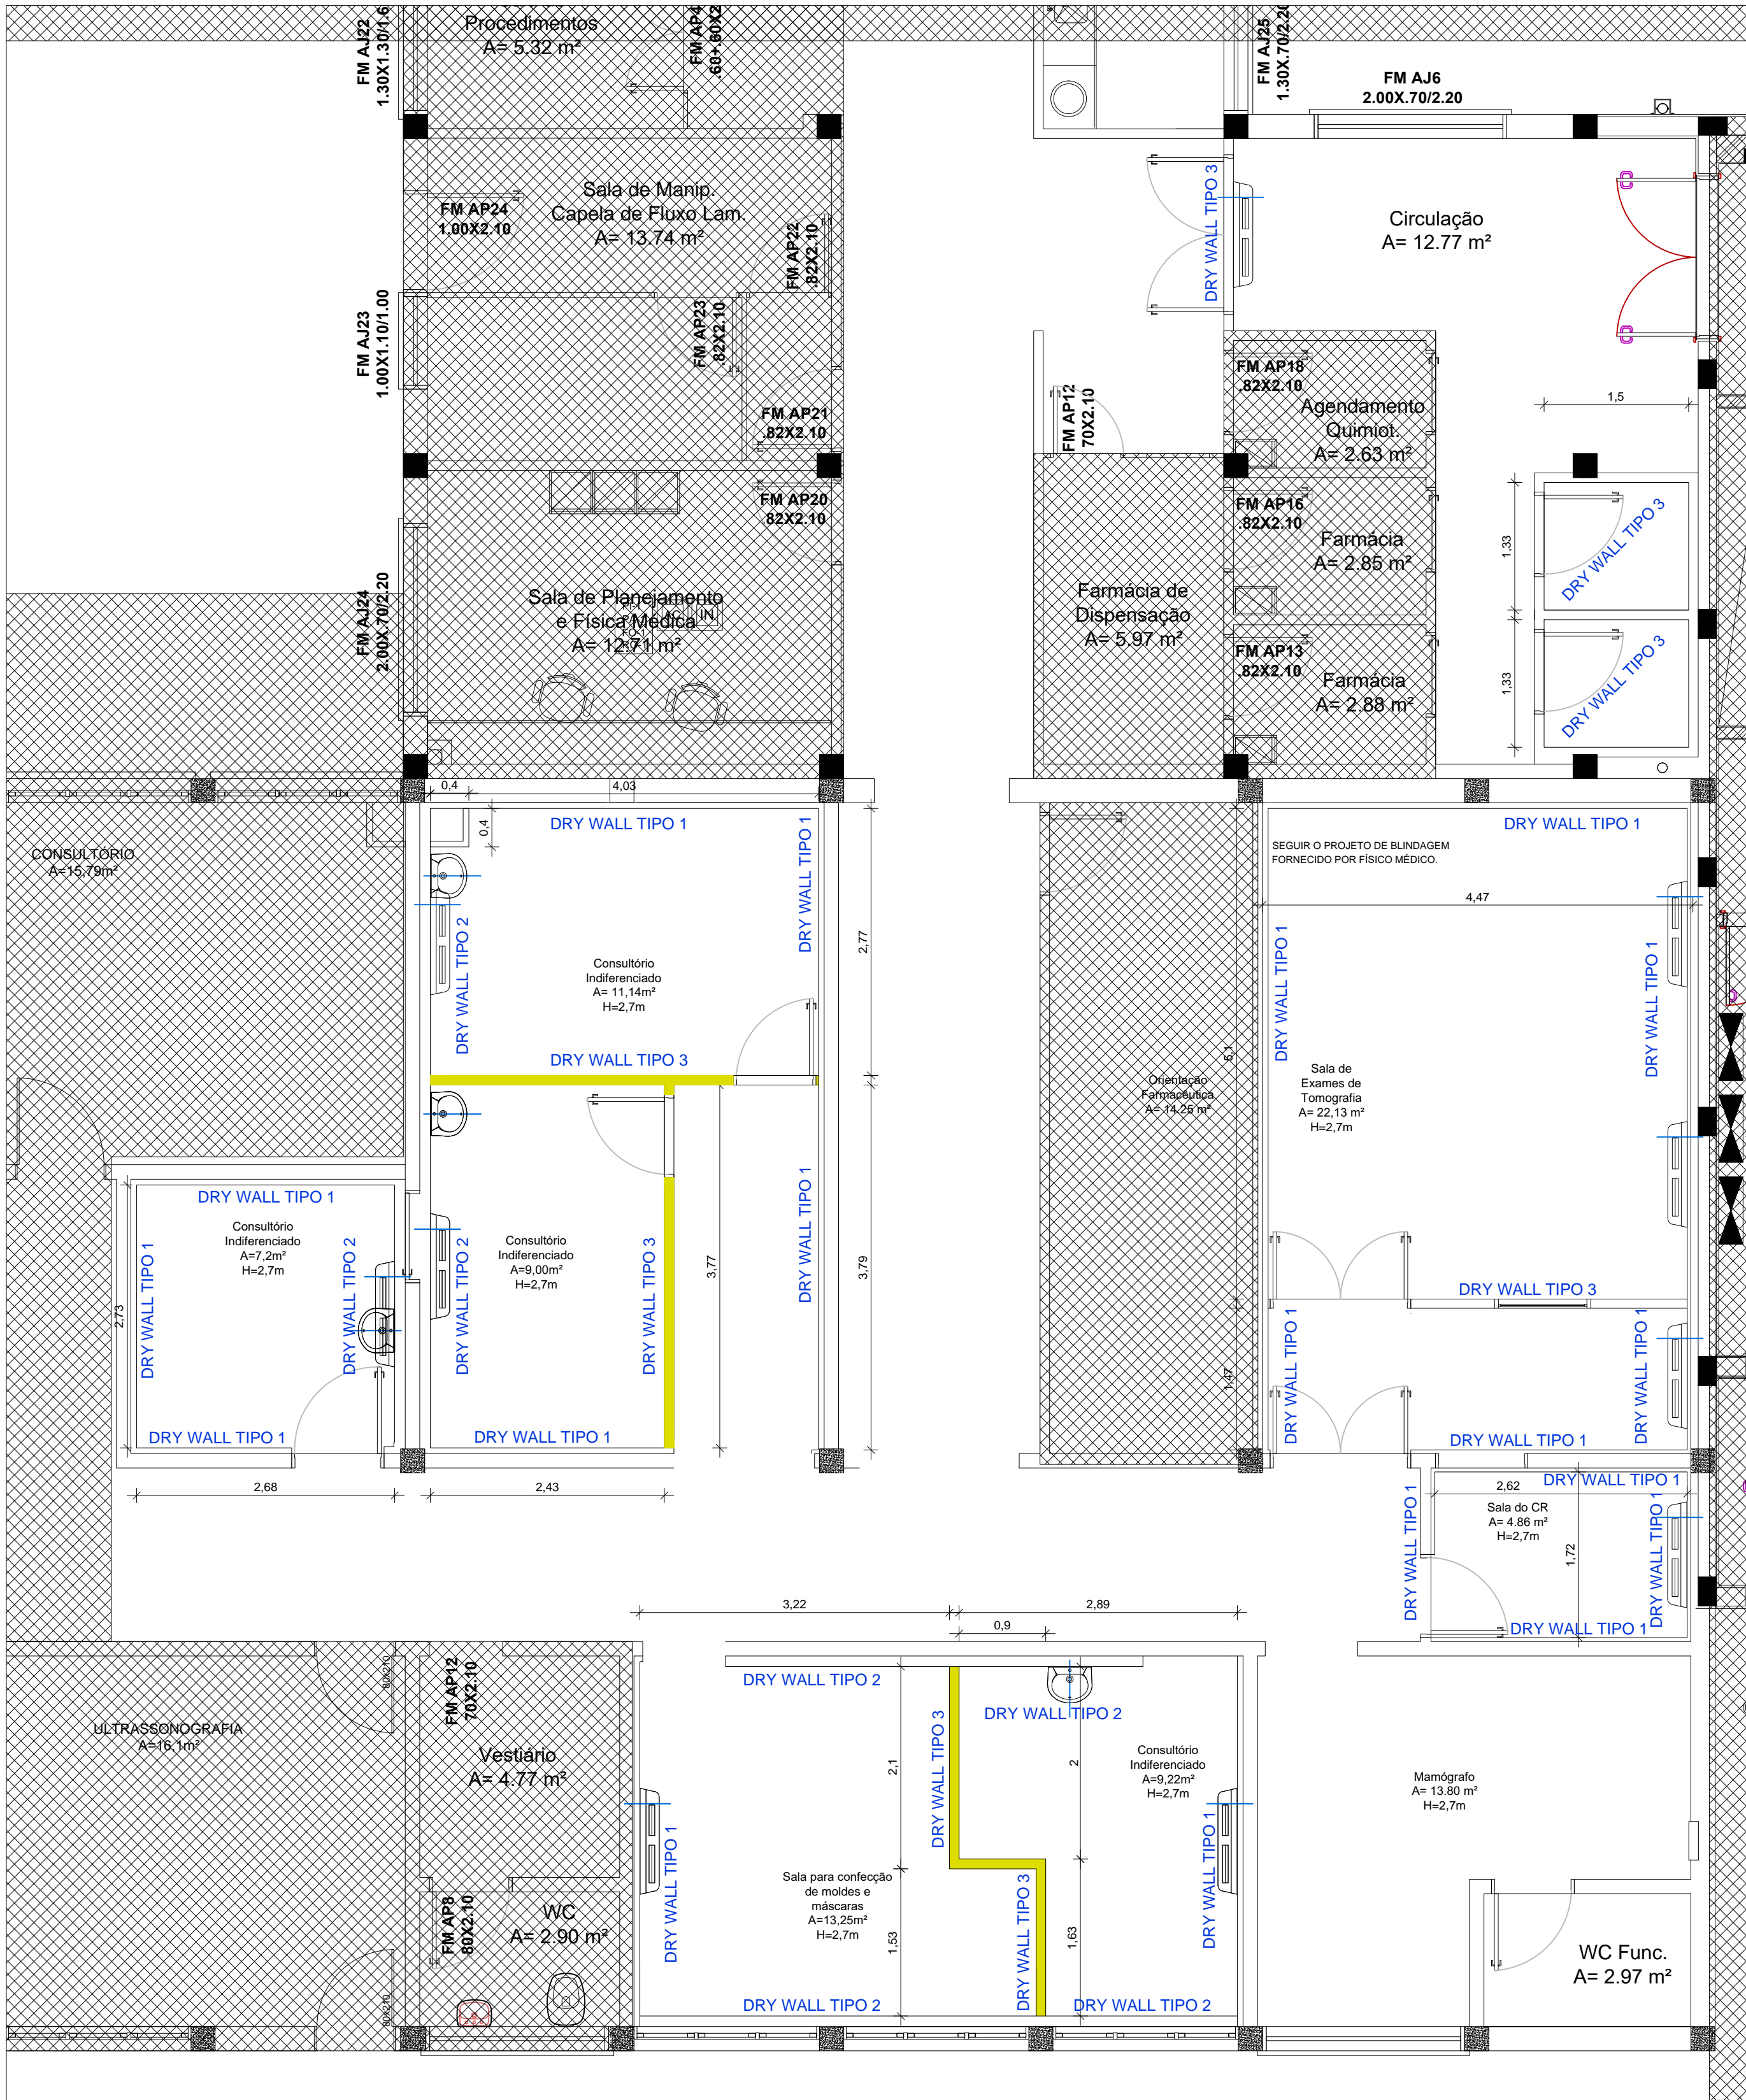 FM AJ22
1.30X1.30/1.6
Procedimentos
A= 5.32 m²
FM AP4
.60+.60X2
FM AJ25
1.30X.70/2.20
FM AJ6
2.00X.70/2.20
FM AP24
1.00X2.10
Sala de Manip.
Capela de Fluxo Lam.
A= 13.74 m²
FM AP22
.82X2.10
DRY WALL TIPO 3
Circulação
A= 12.77 m²
FM AJ23
1.00X1.10/1.00
FM AP23
.82X2.10
FM AP21
.82X2.10
FM AP12
70X2.10
FM AP18
.82X2.10
Agendamento
Quimiot.
A= 2.63 m²
1,5
FM AP20
82X2.10
FM AP16
.82X2.10
Farmácia
A= 2.85 m²
1,33
DRY WALL TIPO 3
FM AJ24
2.00X.70/2.20
Sala de Planejamento
e Física Médica
A= 12.71 m²
AC
IN
Farmácia de
Dispensação
A= 5.97 m²
FM AP13
.82X2.10
Farmácia
A= 2.88 m²
1,33
DRY WALL TIPO 3
0,4
4,03
0,4
DRY WALL TIPO 1
DRY WALL TIPO 1
DRY WALL TIPO 1
CONSULTÓRIO
A=15,79m²
SEGUIR O PROJETO DE BLINDAGEM
FORNECIDO POR FÍSICO MÉDICO.
4,47
DRY WALL TIPO 2
2,77
DRY WALL TIPO 1
DRY WALL TIPO 1
Consultório
Indiferenciado
A= 11,14m²
H=2,7m
DRY WALL TIPO 3
5,1
Orientação
Farmacêutica
A= 14.25 m²
Sala de
Exames de
Tomografia
A= 22,13 m²
H=2,7m
DRY WALL TIPO 1
Consultório
Indiferenciado
A=7,2m²
H=2,7m
DRY WALL TIPO 1
DRY WALL TIPO 2
2,73
Consultório
Indiferenciado
A=9,00m²
H=2,7m
DRY WALL TIPO 2
DRY WALL TIPO 3
3,77
DRY WALL TIPO 1
3,79
DRY WALL TIPO 3
1,47
DRY WALL TIPO 1
DRY WALL TIPO 1
DRY WALL TIPO 1
DRY WALL TIPO 1
DRY WALL TIPO 1
2,68
2,43
DRY WALL TIPO 1
2,62
DRY WALL TIPO 1
Sala do CR
A= 4.86 m²
H=2,7m
1,72
DRY WALL TIPO 1
DRY WALL TIPO 1
3,22
2,89
0,9
80x210
FM AP12
70X2.10
DRY WALL TIPO 2
DRY WALL TIPO 2
ULTRASSONOGRAFIA
A=16,1m²
Vestiário
A= 4.77 m²
2,1
DRY WALL TIPO 3
2
Consultório
Indiferenciado
A=9,22m²
H=2,7m
Mamógrafo
A= 13.80 m²
H=2,7m
DRY WALL TIPO 1
DRY WALL TIPO 1
Sala para confecção
de moldes e
máscaras
A=13,25m²
H=2,7m
1,53
DRY WALL TIPO 3
1,63
FM AP8
80X2.10
WC
A= 2.90 m²
WC Func.
A= 2.97 m²
80x210
DRY WALL TIPO 2
DRY WALL TIPO 2